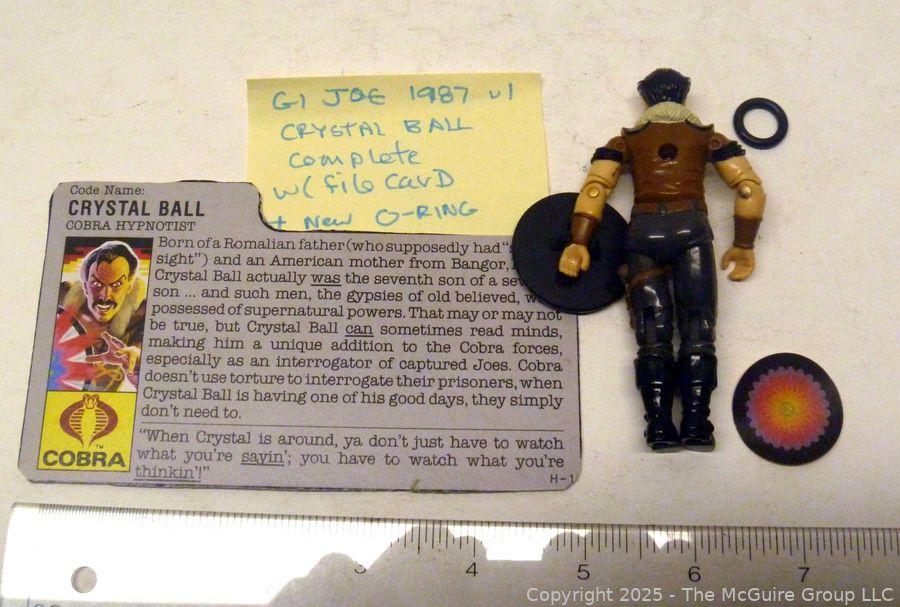 GI JOE 1987 v1
CRYSTAL BALL
complete
w/ file CarD
+ New O-RING
Code Name:
CRYSTAL BALL
COBRA HYPNOTIST
Born of a Romalian father (who supposedly had
sight") and an American mother from Bangor,
Crystal Ball actually was the seventh son of a
son ... and such men, the gypsies of old believed,
possessed of supernatural powers. That may or may not
be true, but Crystal Ball can sometimes read minds,
making him a unique addition to the Cobra forces,
especially as an interrogator of captured Joes. Cobra
doesn't use torture to interrogate their prisoners, when
Crystal Ball is having one of his good days, they simply
don't need to.
"When Crystal is around, ya don't just have to watch
what you're sayin'; you have to watch what you're
thinkin'!"
H-1
TM
COBRA
3 4 5 6 7
Copyright 2025 - The McGuire Group LLC